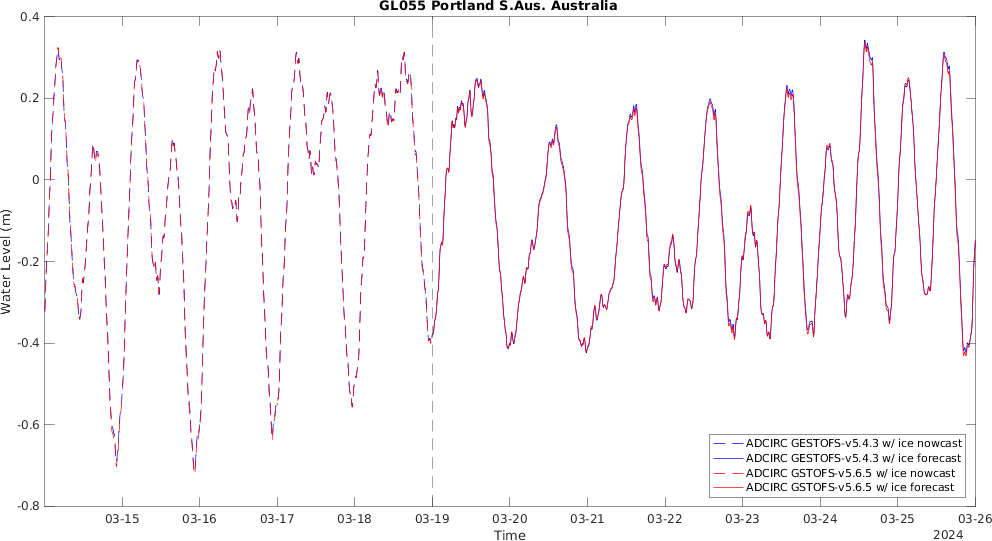 GL055 Portland S.Aus. Australia
Water Level (m)
0.4
0.2
0
-0.2
-0.4
-0.6
-0.8
ADCIRC GESTOFS-v5.4.3 w/ ice nowcast
ADCIRC GESTOFS-v5.4.3 w/ ice forecast
ADCIRC GSTOFS-v5.6.5 w/ ice nowcast
ADCIRC GSTOFS-v5.6.5 w/ ice forecast
03-15 03-16 03-17 03-18 03-19 03-20 03-21 03-22 03-23 03-24 03-25 03-26
Time
2024